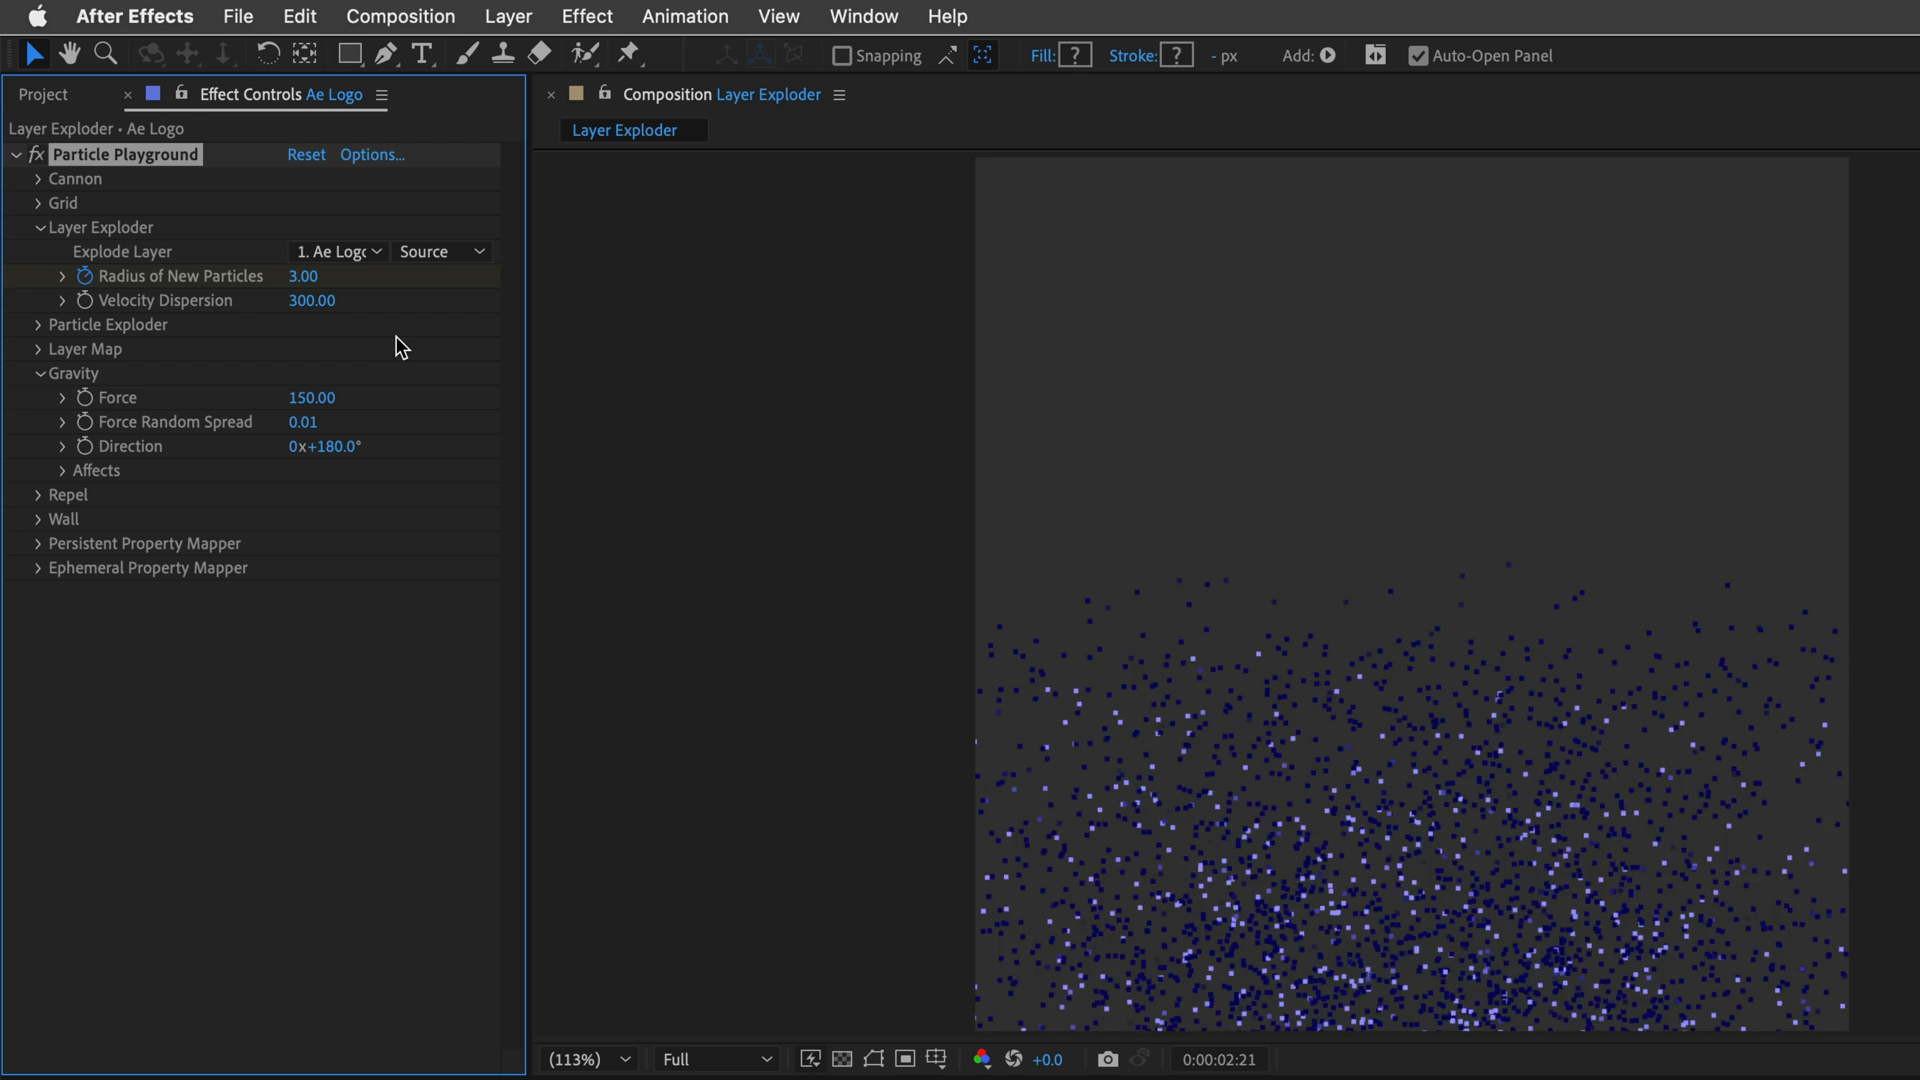 After Effects File Edit Composition Layer Effect Animation View Window Help
Snapping Fill: ? Stroke: ? - px Add: Auto-Open Panel
Project × Effect Controls Ae Logo
Layer Exploder • Ae Logo
fx Particle Playground Reset Options...
Cannon
Grid
Layer Exploder
Explode Layer 1. Ae Logo Source
Radius of New Particles 3.00
Velocity Dispersion 300.00
Particle Exploder
Layer Map
Gravity
Force 150.00
Force Random Spread 0.01
Direction 0x+180.0°
Affects
Repel
Wall
Persistent Property Mapper
Ephemeral Property Mapper
× Composition Layer Exploder
Layer Exploder
(113%) Full +0.0 0:00:02:21